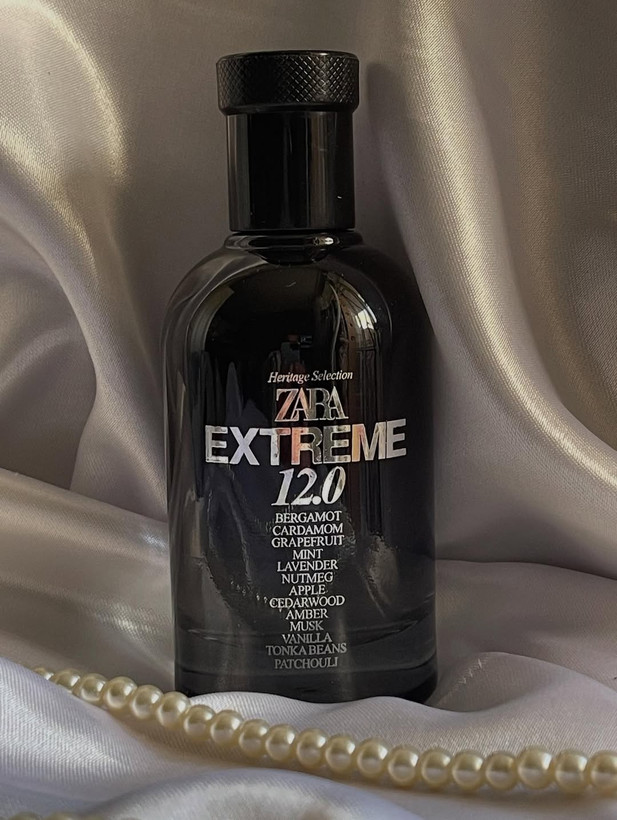 Heritage Selection
ZARA
EXTREME
12.0
BERGAMOT
CARDAMOM
GRAPEFRUIT
MINT
LAVENDER
NUTMEG
APPLE
CEDARWOOD
AMBER
MUSK
VANILLA
TONKA BEANS
PATCHOULI